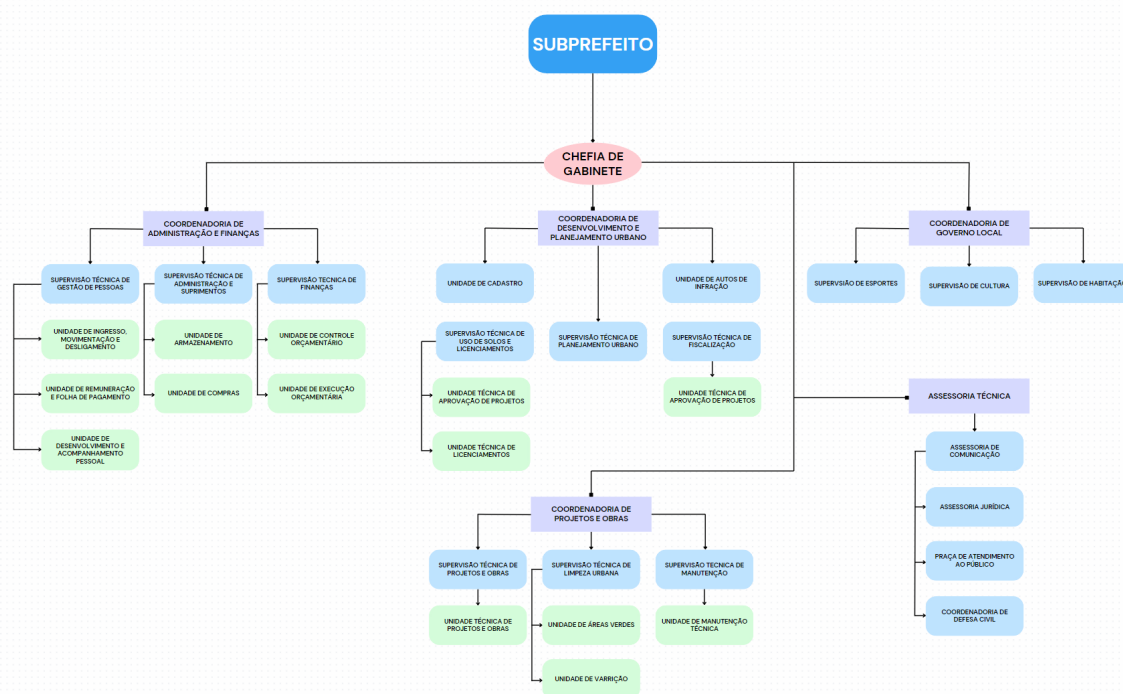 SUBPREFEITO
CHEFIA DE
GABINETE
COORDENADORIA DE
ADMINISTRAÇÃO E FINANÇAS
COORDENADORIA DE
DESENVOLVIMENTO E
PLANEJAMENTO URBANO
COORDENADORIA DE
GOVERNO LOCAL
SUPERVISÃO TÉCNICA DE
GESTÃO DE PESSOAS
SUPERVISÃO TÉCNICA DE
ADMINISTRAÇÃO E
SUPRIMENTOS
SUPERVISÃO TECNICA DE
FINANÇAS
UNIDADE DE CADASTRO
UNIDADE DE AUTOS DE
INFRAÇÃO
SUPERVSIÃO DE ESPORTES
SUPERVISÃO DE CULTURA
SUPERVISÃO DE HABITAÇÃO
UNIDADE DE INGRESSO,
MOVIMENTAÇÃO E
DESLIGAMENTO
UNIDADE DE
ARMAZENAMENTO
UNIDADE DE CONTROLE
ORÇAMENTÁRIO
SUPERVISÃO TÉCNICA DE
USO DE SOLOS E
LICENCIAMENTOS
SUPERVISÃO TÉCNICA DE
PLANEJAMENTO URBANO
SUPERVISÃO TÉCNICA DE
FISCALIZAÇÃO
UNIDADE DE REMUNERAÇÃO
E FOLHA DE PAGAMENTO
UNIDADE DE COMPRAS
UNIDADE DE EXECUÇÃO
ORÇAMENTÁRIA
UNIDADE TÉCNICA DE
APROVAÇÃO DE PROJETOS
UNIDADE TÉCNICA DE
APROVAÇÃO DE PROJETOS
ASSESSORIA TÉCNICA
UNIDADE DE
DESENVOLVIMENTO E
ACOMPANHAMENTO
PESSOAL
UNIDADE TÉCNICA DE
LICENCIAMENTOS
ASSESSORIA DE
COMUNICAÇÃO
COORDENADORIA DE
PROJETOS E OBRAS
ASSESSORIA JURÍDICA
SUPERVISÃO TÉCNICA DE
PROJETOS E OBRAS
SUPERVISÃO TECNICA DE
LIMPEZA URBANA
SUPERVISÃO TECNICA DE
MANUTENÇÃO
PRAÇA DE ATENDIMENTO
AO PÚBLICO
UNIDADE TÉCNICA DE
PROJETOS E OBRAS
UNIDADE DE ÁREAS VERDES
UNIDADE DE MANUTENÇÃO
TÉCNICA
COORDENADORIA DE
DEFESA CIVIL
UNIDADE DE VARRIÇÃO